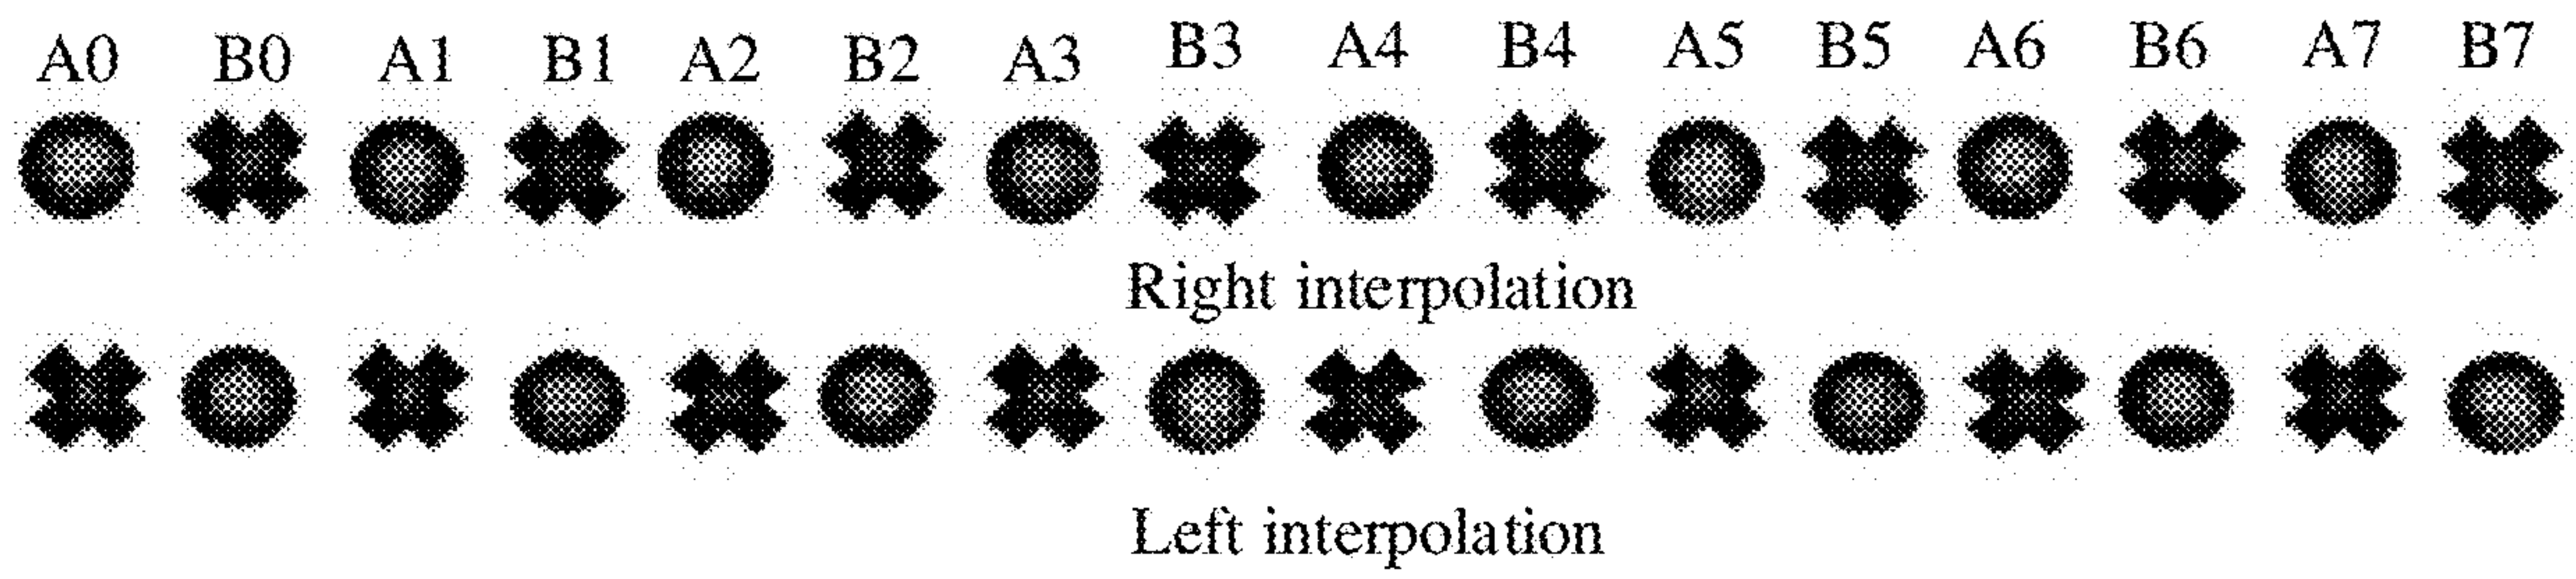 A0 B0 A1 B1 A2 B2 A3 B3 A4 B4 A5 B5 A6 B6 A7 B7
Right interpolation
Left interpolation